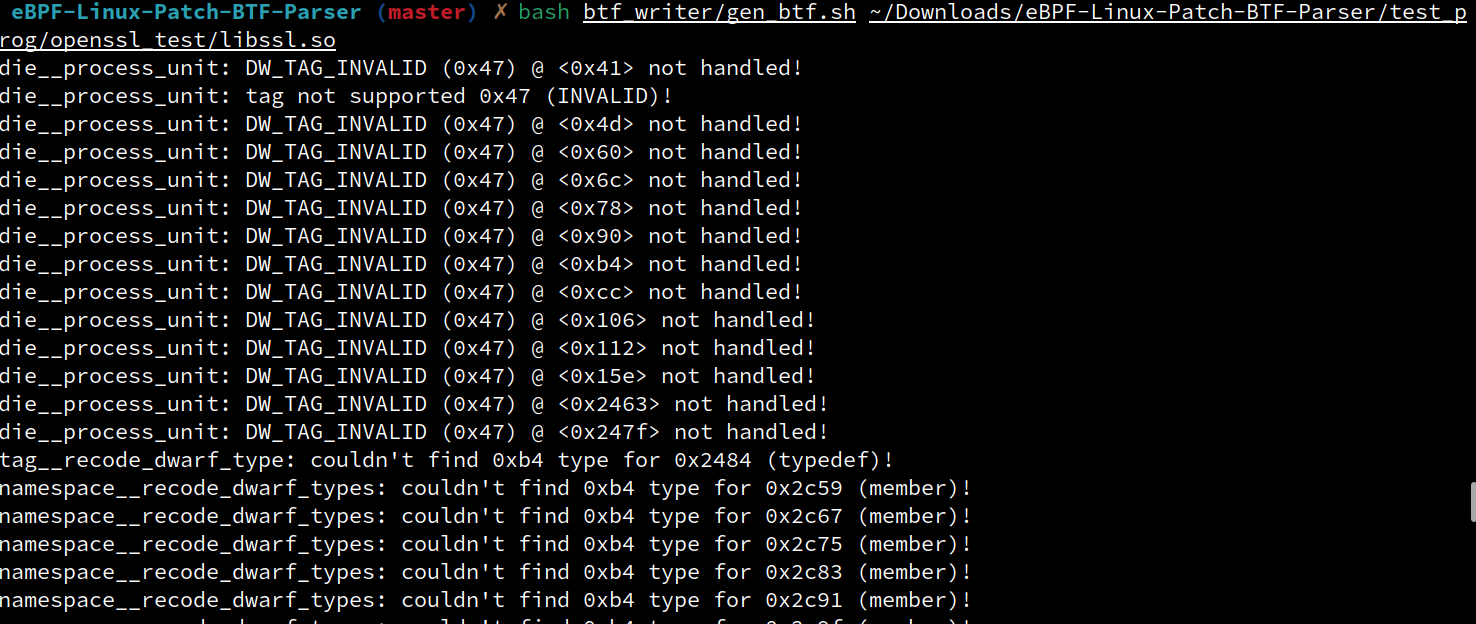 eBPF-Linux-Patch-BTF-Parser (master) ✗ bash btf_writer/gen_btf.sh ~/Downloads/eBPF-Linux-Patch-BTF-Parser/test_p
rog/openssl_test/libssl.so
die__process_unit: DW_TAG_INVALID (0x47) @ <0x41> not handled!
die__process_unit: tag not supported 0x47 (INVALID)!
die__process_unit: DW_TAG_INVALID (0x47) @ <0x4d> not handled!
die__process_unit: DW_TAG_INVALID (0x47) @ <0x60> not handled!
die__process_unit: DW_TAG_INVALID (0x47) @ <0x6c> not handled!
die__process_unit: DW_TAG_INVALID (0x47) @ <0x78> not handled!
die__process_unit: DW_TAG_INVALID (0x47) @ <0x90> not handled!
die__process_unit: DW_TAG_INVALID (0x47) @ <0xb4> not handled!
die__process_unit: DW_TAG_INVALID (0x47) @ <0xcc> not handled!
die__process_unit: DW_TAG_INVALID (0x47) @ <0x106> not handled!
die__process_unit: DW_TAG_INVALID (0x47) @ <0x112> not handled!
die__process_unit: DW_TAG_INVALID (0x47) @ <0x15e> not handled!
die__process_unit: DW_TAG_INVALID (0x47) @ <0x2463> not handled!
die__process_unit: DW_TAG_INVALID (0x47) @ <0x247f> not handled!
tag__recode_dwarf_type: couldn't find 0xb4 type for 0x2484 (typedef)!
namespace__recode_dwarf_types: couldn't find 0xb4 type for 0x2c59 (member)!
namespace__recode_dwarf_types: couldn't find 0xb4 type for 0x2c67 (member)!
namespace__recode_dwarf_types: couldn't find 0xb4 type for 0x2c75 (member)!
namespace__recode_dwarf_types: couldn't find 0xb4 type for 0x2c83 (member)!
namespace__recode_dwarf_types: couldn't find 0xb4 type for 0x2c91 (member)!